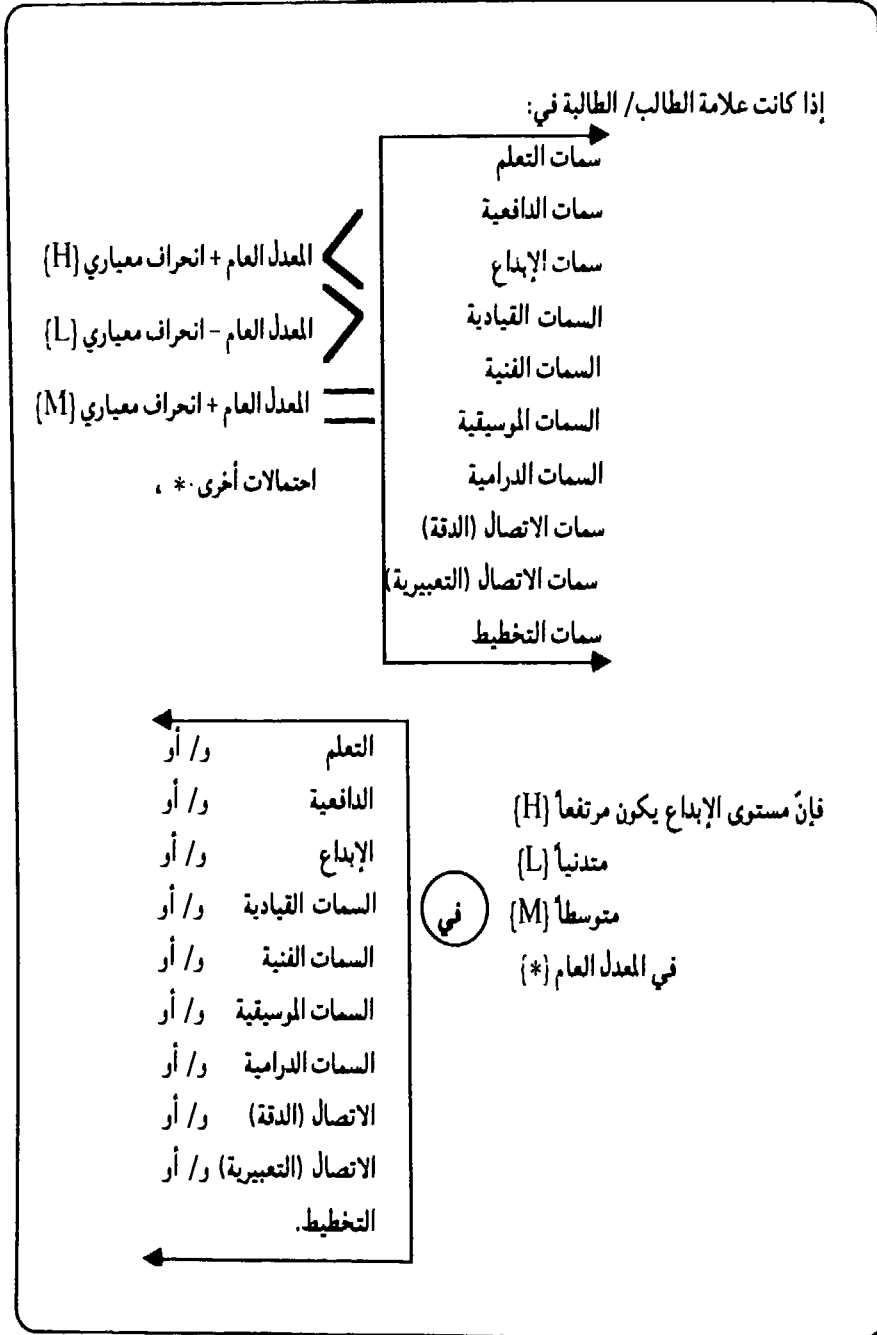 إذا كانت علامة الطالب/ الطالبة في:
سمات التعلم
سمات الدافعية
سمات الإبداع
السمات القيادية
السمات الفنية
السمات الموسيقية
السمات الدرامية
سمات الاتصال (الدقة)
سمات الاتصال (التعبيرية)
سمات التخطيط
< المعدل العام + انحراف معياري {H}
> المعدل العام – انحراف معياري {L}
= المعدل العام + انحراف معياري {M}
احتمالات أخرى * ،
فإنّ مستوى الإبداع يكون مرتفعاً {H}
متدنياً {L}
متوسطاً {M}
في المعدل العام {*}
في
التعلم و/ أو
الدافعية و/ أو
الإبداع و/ أو
السمات القيادية و/ أو
السمات الفنية و/ أو
السمات الموسيقية و/ أو
السمات الدرامية و/ أو
الاتصال (الدقة) و/ أو
الاتصال (التعبيرية) و/ أو
التخطيط.